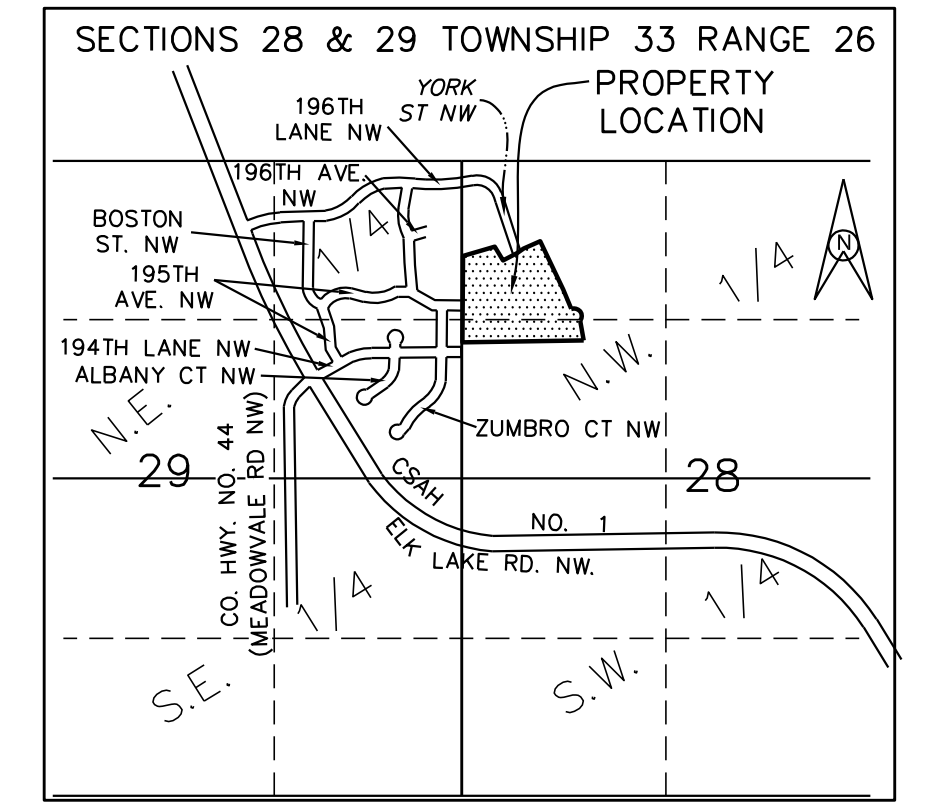 SECTIONS 28 & 29 TOWNSHIP 33 RANGE 26
YORK
ST NW
PROPERTY
LOCATION
196TH
LANE NW
196TH AVE.
NW
BOSTON
ST. NW
195TH
AVE. NW
194TH LANE NW
ALBANY CT NW
ZUMBRO CT NW
1/4
1/4
N
N.W.
N.E.
29
28
CO. HWY. NO. 44
(MEADOWVALE RD NW)
CSAH
NO. 1
ELK LAKE RD. NW.
1/4
1/4
S.E.
S.W.